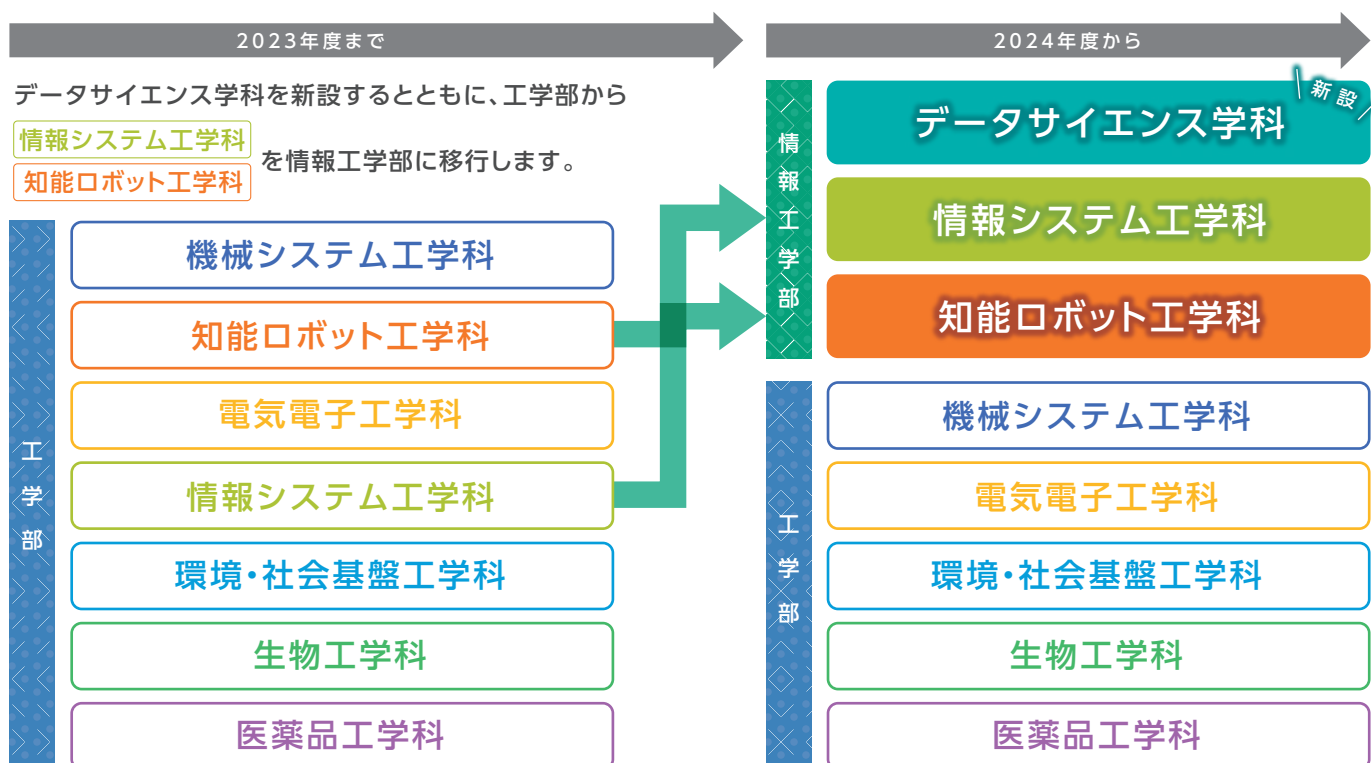 2023年度まで
データサイエンス学科を新設するとともに、工学部から
情報システム工学科
知能ロボット工学科
を情報工学部に移行します。
工学部
機械システム工学科
知能ロボット工学科
電気電子工学科
情報システム工学科
環境・社会基盤工学科
生物工学科
医薬品工学科
2024年度から
情報工学部
新設
データサイエンス学科
情報システム工学科
知能ロボット工学科
工学部
機械システム工学科
電気電子工学科
環境・社会基盤工学科
生物工学科
医薬品工学科